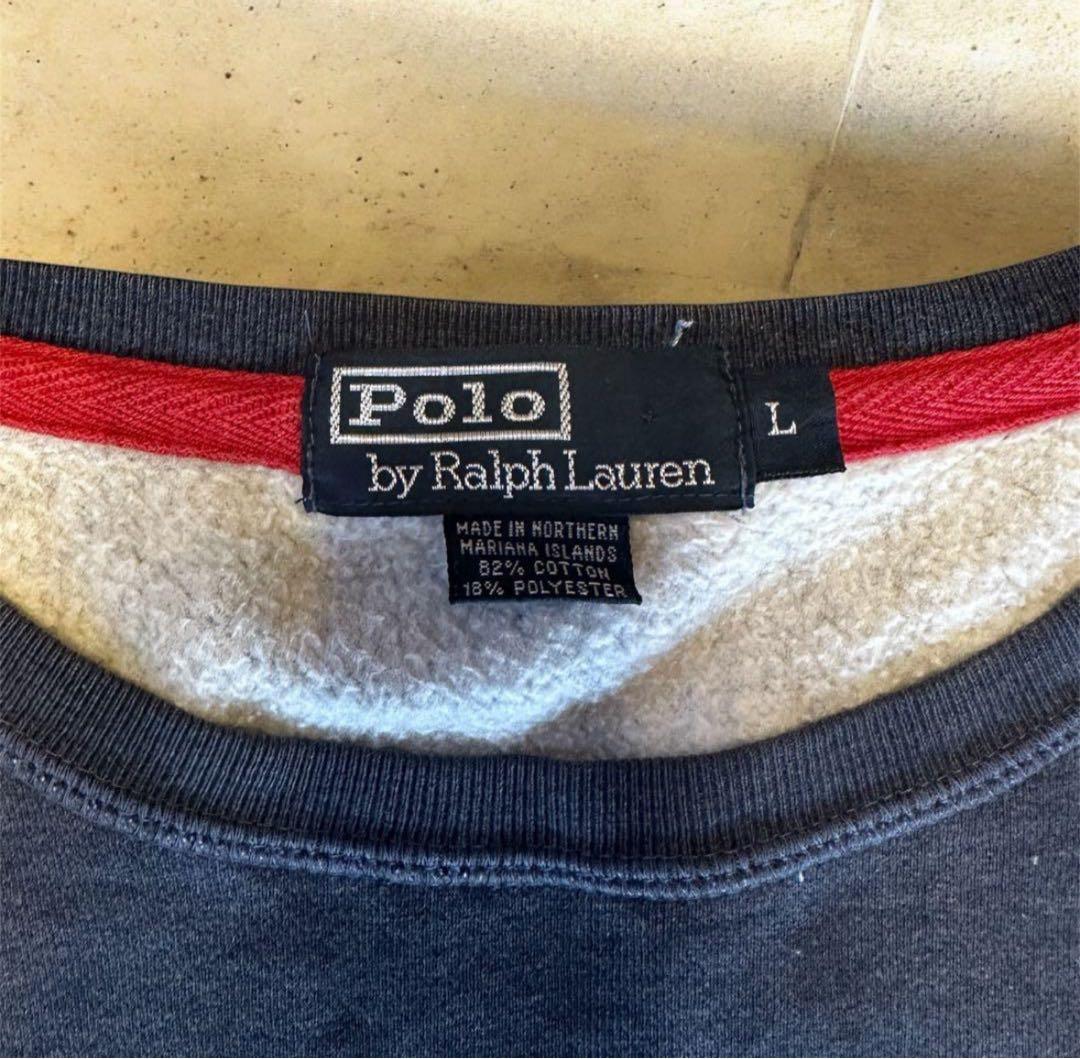 Polo
by Ralph Lauren
L
MADE IN NORTHERN
MARIANA ISLANDS
82% COTTON
18% POLYESTER